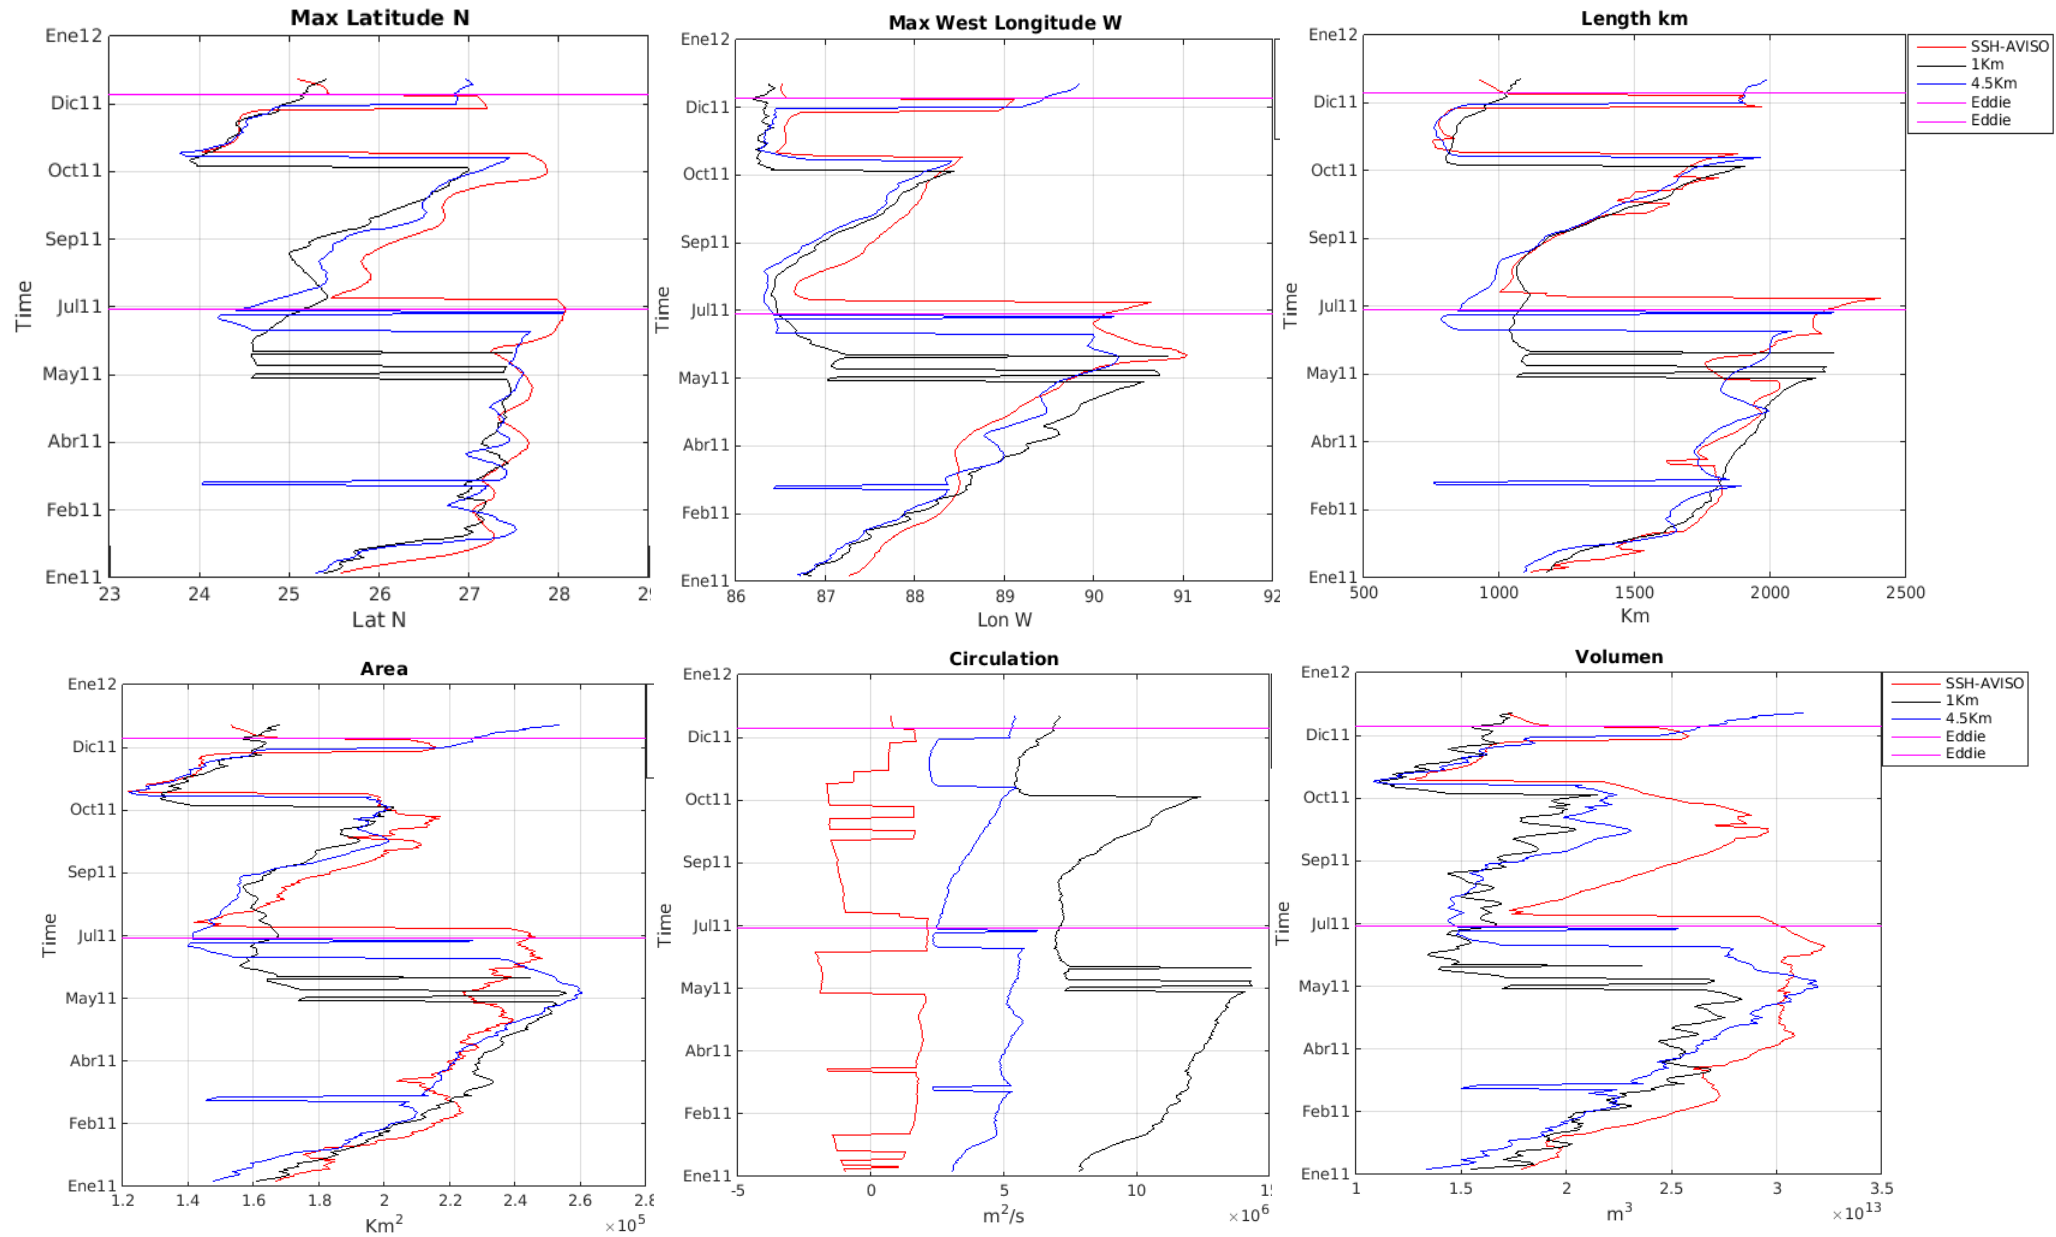 Max Latitude N
Ene12
Dic11
Oct11
Sep11
Jul11
May11
Abr11
Feb11
Ene11
Time
23 24 25 26 27 28
Lat N
Max West Longitude W
Ene12
Dic11
Oct11
Sep11
Jul11
May11
Abr11
Feb11
Ene11
Time
86 87 88 89 90 91 92
Lon W
Length km
Ene12
Dic11
Oct11
Sep11
Jul11
May11
Abr11
Feb11
Ene11
Time
500 1000 1500 2000 2500
Km
SSH-AVISO
1Km
4.5Km
Eddie
Eddie
Area
Ene12
Dic11
Oct11
Sep11
Jul11
May11
Abr11
Feb11
Ene11
Time
1.2 1.4 1.6 1.8 2 2.2 2.4 2.6 2.8
Km²
×10⁵
Circulation
Ene12
Dic11
Oct11
Sep11
Jul11
May11
Abr11
Feb11
Ene11
Time
-5 0 5 10
m²/s
×10⁶
Volumen
Ene12
Dic11
Oct11
Sep11
Jul11
May11
Abr11
Feb11
Ene11
Time
1 1.5 2 2.5 3 3.5
m³
×10¹³
SSH-AVISO
1Km
4.5Km
Eddie
Eddie